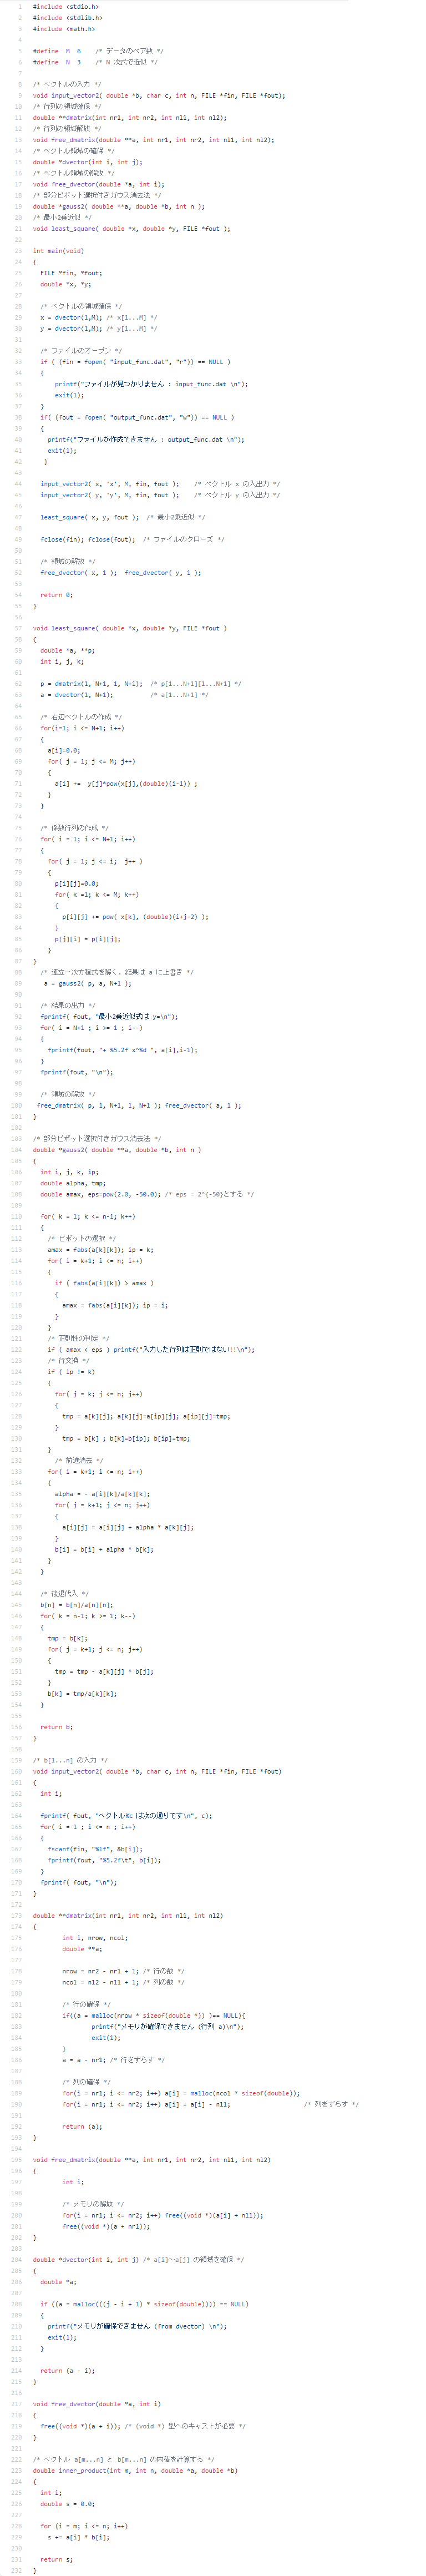 1 #include <stdio.h>
2 #include <stdlib.h>
3 #include <math.h>
4
5 #define  M  6    /* データのペア数 */
6 #define  N  3    /* N 次式で近似 */
7
8 /* ベクトルの入力 */
9 void input_vector2( double *b, char c, int n, FILE *fin, FILE *fout);
10 /* 行列の領域確保 */
11 double **dmatrix(int nr1, int nr2, int nl1, int nl2);
12 /* 行列の領域解放 */
13 void free_dmatrix(double **a, int nr1, int nr2, int nl1, int nl2);
14 /* ベクトル領域の確保 */
15 double *dvector(int i, int j);
16 /* ベクトル領域の解放 */
17 void free_dvector(double *a, int i);
18 /* 部分ピボット選択付きガウス消去法 */
19 double *gauss2( double **a, double *b, int n );
20 /* 最小2乗近似 */
21 void least_square( double *x, double *y, FILE *fout );
22
23 int main(void)
24 {
25   FILE *fin, *fout;
26   double *x, *y;
27
28   /* ベクトルの領域確保 */
29   x = dvector(1,M); /* x[1...M] */
30   y = dvector(1,M); /* y[1...M] */
31
32   /* ファイルのオープン */
33   if ( (fin = fopen( "input_func.dat", "r")) == NULL )
34   {
35       printf("ファイルが見つかりません : input_func.dat \n");
36       exit(1);
37   }
38   if( (fout = fopen( "output_func.dat", "w")) == NULL )
39   {
40     printf("ファイルが作成できません : output_func.dat \n");
41     exit(1);
42    }
43
44   input_vector2( x, 'x', M, fin, fout );    /* ベクトル x の入出力 */
45   input_vector2( y, 'y', M, fin, fout );    /* ベクトル y の入出力 */
46
47   least_square( x, y, fout );  /* 最小2乗近似 */
48
49   fclose(fin); fclose(fout);  /* ファイルのクローズ */
50
51   /* 領域の解放 */
52   free_dvector( x, 1 );  free_dvector( y, 1 );
53
54   return 0;
55 }
56
57 void least_square( double *x, double *y, FILE *fout )
58 {
59   double *a, **p;
60   int i, j, k;
61
62   p = dmatrix(1, N+1, 1, N+1);  /* p[1...N+1][1...N+1] */
63   a = dvector(1, N+1);          /* a[1...N+1] */
64
65   /* 右辺ベクトルの作成 */
66   for(i=1; i <= N+1; i++)
67   {
68     a[i]=0.0;
69     for( j = 1; j <= M; j++)
70     {
71       a[i] +=  y[j]*pow(x[j],(double)(i-1)) ;
72     }
73   }
74
75   /* 係数行列の作成 */
76   for( i = 1; i <= N+1; i++)
77   {
78     for( j = 1; j <= i;  j++ )
79     {
80       p[i][j]=0.0;
81       for( k =1; k <= M; k++)
82       {
83         p[i][j] += pow( x[k], (double)(i+j-2) );
84       }
85       p[j][i] = p[i][j];
86     }
87 }
88   /* 連立一次方程式を解く. 結果は a に上書き */
89    a = gauss2( p, a, N+1 );
90
91   /* 結果の出力 */
92   fprintf( fout, "最小2乗近似式は y=\n");
93   for( i = N+1 ; i >= 1 ; i--)
94   {
95     fprintf(fout, "+ %5.2f x^%d ", a[i],i-1);
96   }
97   fprintf(fout, "\n");
98
99   /* 領域の解放 */
100  free_dmatrix( p, 1, N+1, 1, N+1 ); free_dvector( a, 1 );
101 }
102
103 /* 部分ピボット選択付きガウス消去法 */
104 double *gauss2( double **a, double *b, int n )
105 {
106   int i, j, k, ip;
107   double alpha, tmp;
108   double amax, eps=pow(2.0, -50.0); /* eps = 2^{-50}とする */
109
110   for( k = 1; k <= n-1; k++)
111   {
112     /* ピボットの選択 */
113     amax = fabs(a[k][k]); ip = k;
114     for( i = k+1; i <= n; i++)
115     {
116       if ( fabs(a[i][k]) > amax )
117       {
118         amax = fabs(a[i][k]); ip = i;
119       }
120     }
121     /* 正則性の判定 */
122     if ( amax < eps ) printf("入力した行列は正則ではない!!\n");
123     /* 行交換 */
124     if ( ip != k)
125     {
126       for( j = k; j <= n; j++)
127       {
128         tmp = a[k][j]; a[k][j]=a[ip][j]; a[ip][j]=tmp;
129       }
130         tmp = b[k] ; b[k]=b[ip]; b[ip]=tmp;
131     }
132       /* 前進消去 */
133     for( i = k+1; i <= n; i++)
134     {
135       alpha = - a[i][k]/a[k][k];
136       for( j = k+1; j <= n; j++)
137       {
138         a[i][j] = a[i][j] + alpha * a[k][j];
139       }
140       b[i] = b[i] + alpha * b[k];
141     }
142   }
143
144   /* 後退代入 */
145   b[n] = b[n]/a[n][n];
146   for( k = n-1; k >= 1; k--)
147   {
148     tmp = b[k];
149     for( j = k+1; j <= n; j++)
150     {
151       tmp = tmp - a[k][j] * b[j];
152     }
153     b[k] = tmp/a[k][k];
154   }
155
156   return b;
157 }
158
159 /* b[1...n] の入力 */
160 void input_vector2( double *b, char c, int n, FILE *fin, FILE *fout)
161 {
162   int i;
163
164   fprintf( fout, "ベクトル%c は次の通りです\n", c);
165   for( i = 1 ; i <= n ; i++)
166   {
167     fscanf(fin, "%lf", &b[i]);
168     fprintf(fout, "%5.2f\t", b[i]);
169   }
170   fprintf( fout, "\n");
171 }
172
173 double **dmatrix(int nr1, int nr2, int nl1, int nl2)
174 {
175         int i, nrow, ncol;
176         double **a;
177
178         nrow = nr2 - nr1 + 1; /* 行の数 */
179         ncol = nl2 - nl1 + 1; /* 列の数 */
180
181         /* 行の確保 */
182         if((a = malloc(nrow * sizeof(double *)) )== NULL){
183                 printf("メモリが確保できません (行列 a)\n");
184                 exit(1);
185         }
186         a = a - nr1; /* 行をずらす */
187
188         /* 列の確保 */
189         for(i = nr1; i <= nr2; i++) a[i] = malloc(ncol * sizeof(double));
190         for(i = nr1; i <= nr2; i++) a[i] = a[i] - nl1;                    /* 列をずらす */
191
192         return (a);
193 }
194
195 void free_dmatrix(double **a, int nr1, int nr2, int nl1, int nl2)
196 {
197         int i;
198
199         /* メモリの解放 */
200         for(i = nr1; i <= nr2; i++) free((void *)(a[i] + nl1));
201         free((void *)(a + nr1));
202 }
203
204 double *dvector(int i, int j) /* a[i]～a[j] の領域を確保 */
205 {
206   double *a;
207
208   if ((a = malloc(((j - i + 1) * sizeof(double)))) == NULL)
209   {
210     printf("メモリが確保できません (from dvector) \n");
211     exit(1);
212   }
213
214   return (a - i);
215 }
216
217 void free_dvector(double *a, int i)
218 {
219   free((void *)(a + i)); /* (void *) 型へのキャストが必要 */
220 }
221
222 /* ベクトル a[m...n] と b[m...n] の内積を計算する */
223 double inner_product(int m, int n, double *a, double *b)
224 {
225   int i;
226   double s = 0.0;
227
228   for (i = m; i <= n; i++)
229     s += a[i] * b[i];
230
231   return s;
232 }